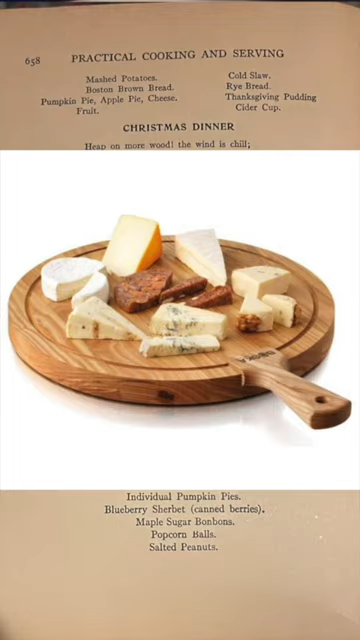 658 PRACTICAL COOKING AND SERVING
Mashed Potatoes. Cold Slaw.
Boston Brown Bread. Rye Bread.
Pumpkin Pie, Apple Pie, Cheese. Thanksgiving Pudding
Fruit. Cider Cup.
CHRISTMAS DINNER
Heap on more wood! the wind is chill;
Individual Pumpkin Pies.
Blueberry Sherbet (canned berries).
Maple Sugar Bonbons.
Popcorn Balls.
Salted Peanuts.